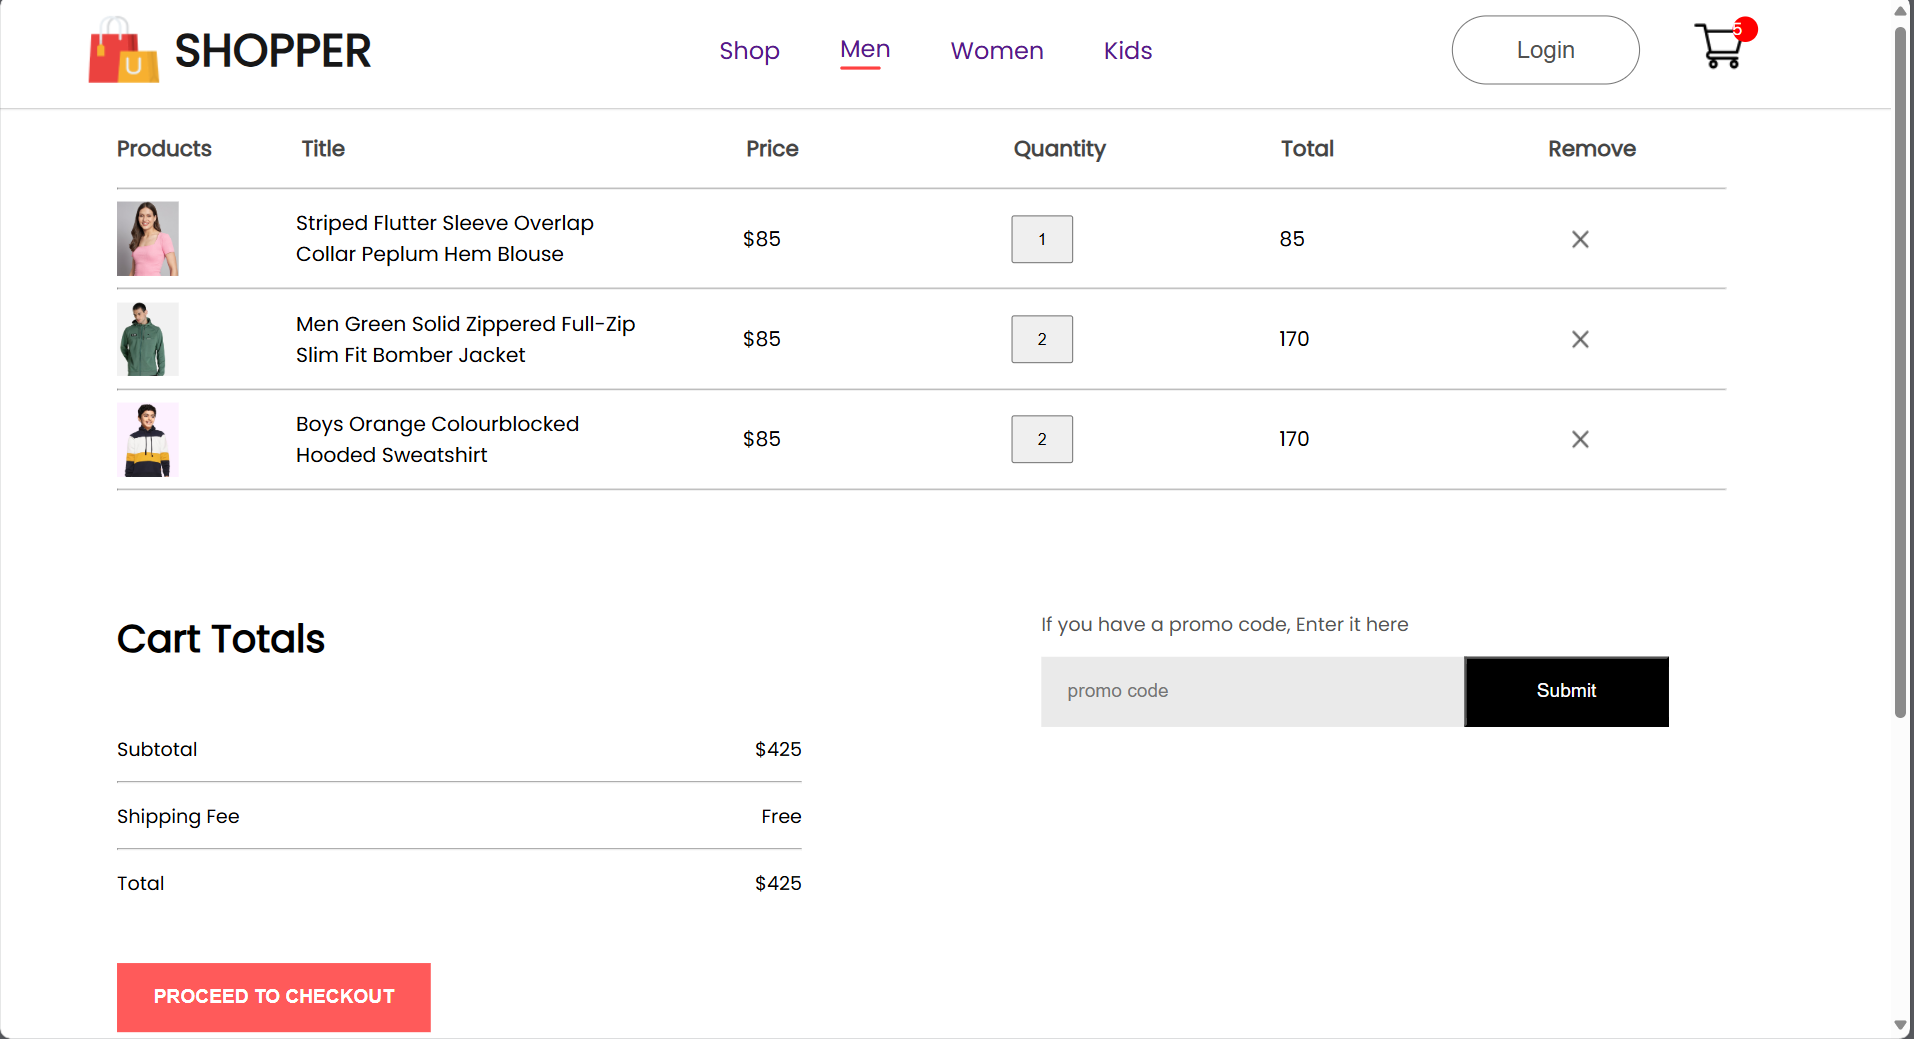 SHOPPER
Shop
Men
Women
Kids
Login
5
Products Title Price Quantity Total Remove
Striped Flutter Sleeve Overlap
Collar Peplum Hem Blouse
$85
1
85
Men Green Solid Zippered Full-Zip
Slim Fit Bomber Jacket
$85
2
170
Boys Orange Colourblocked
Hooded Sweatshirt
$85
2
170
Cart Totals
Subtotal $425
Shipping Fee Free
Total $425
PROCEED TO CHECKOUT
If you have a promo code, Enter it here
promo code
Submit